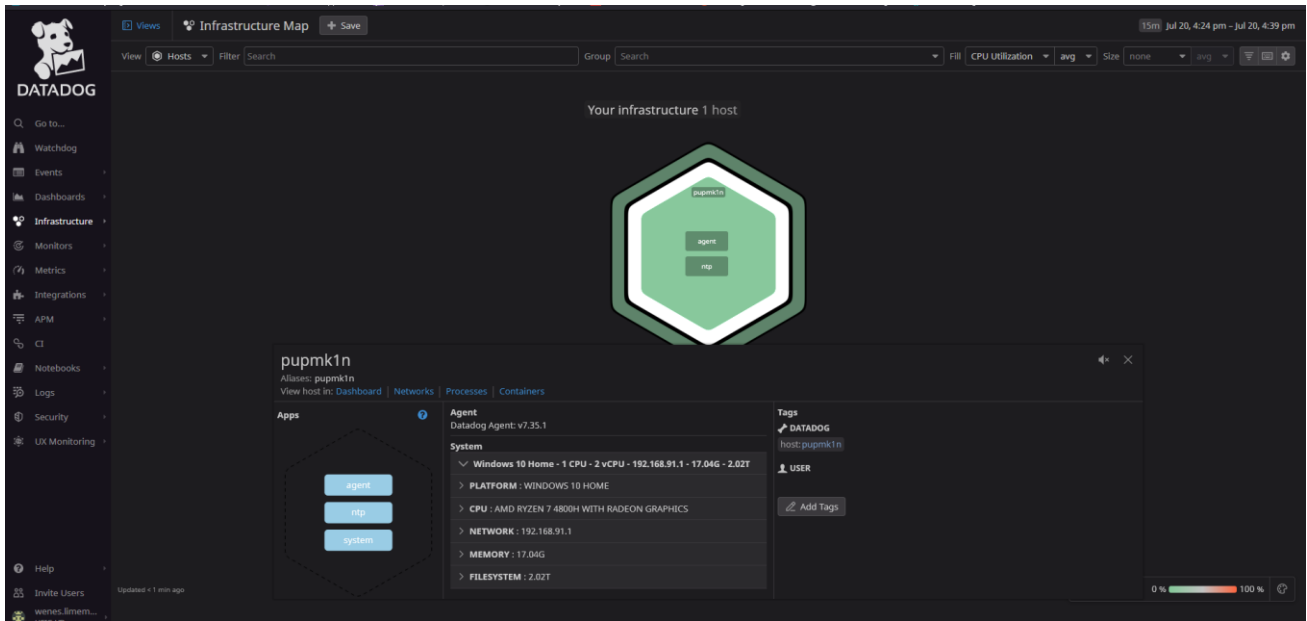 Views
Infrastructure Map
+ Save
15m Jul 20, 4:24 pm – Jul 20, 4:39 pm
View Hosts Filter Search Group Search Fill CPU Utilization avg Size none avg
DATADOG
Go to...
Watchdog
Events
Dashboards
Infrastructure
Monitors
Metrics
Integrations
APM
CI
Notebooks
Logs
Security
UX Monitoring
Help
Invite Users
wenes.limem...
Your infrastructure 1 host
pupmk1n
agent
ntp
pupmk1n
Aliases: pupmk1n
View host in: Dashboard | Networks | Processes | Containers
Apps
?
agent
ntp
system
Agent
Datadog Agent: v7.35.1
System
Windows 10 Home - 1 CPU - 2 vCPU - 192.168.91.1 - 17.04G - 2.02T
PLATFORM : WINDOWS 10 HOME
CPU : AMD RYZEN 7 4800H WITH RADEON GRAPHICS
NETWORK : 192.168.91.1
MEMORY : 17.04G
FILESYSTEM : 2.02T
Tags
DATADOG
host:pupmk1n
USER
Add Tags
Updated < 1 min ago
0 % 100 %